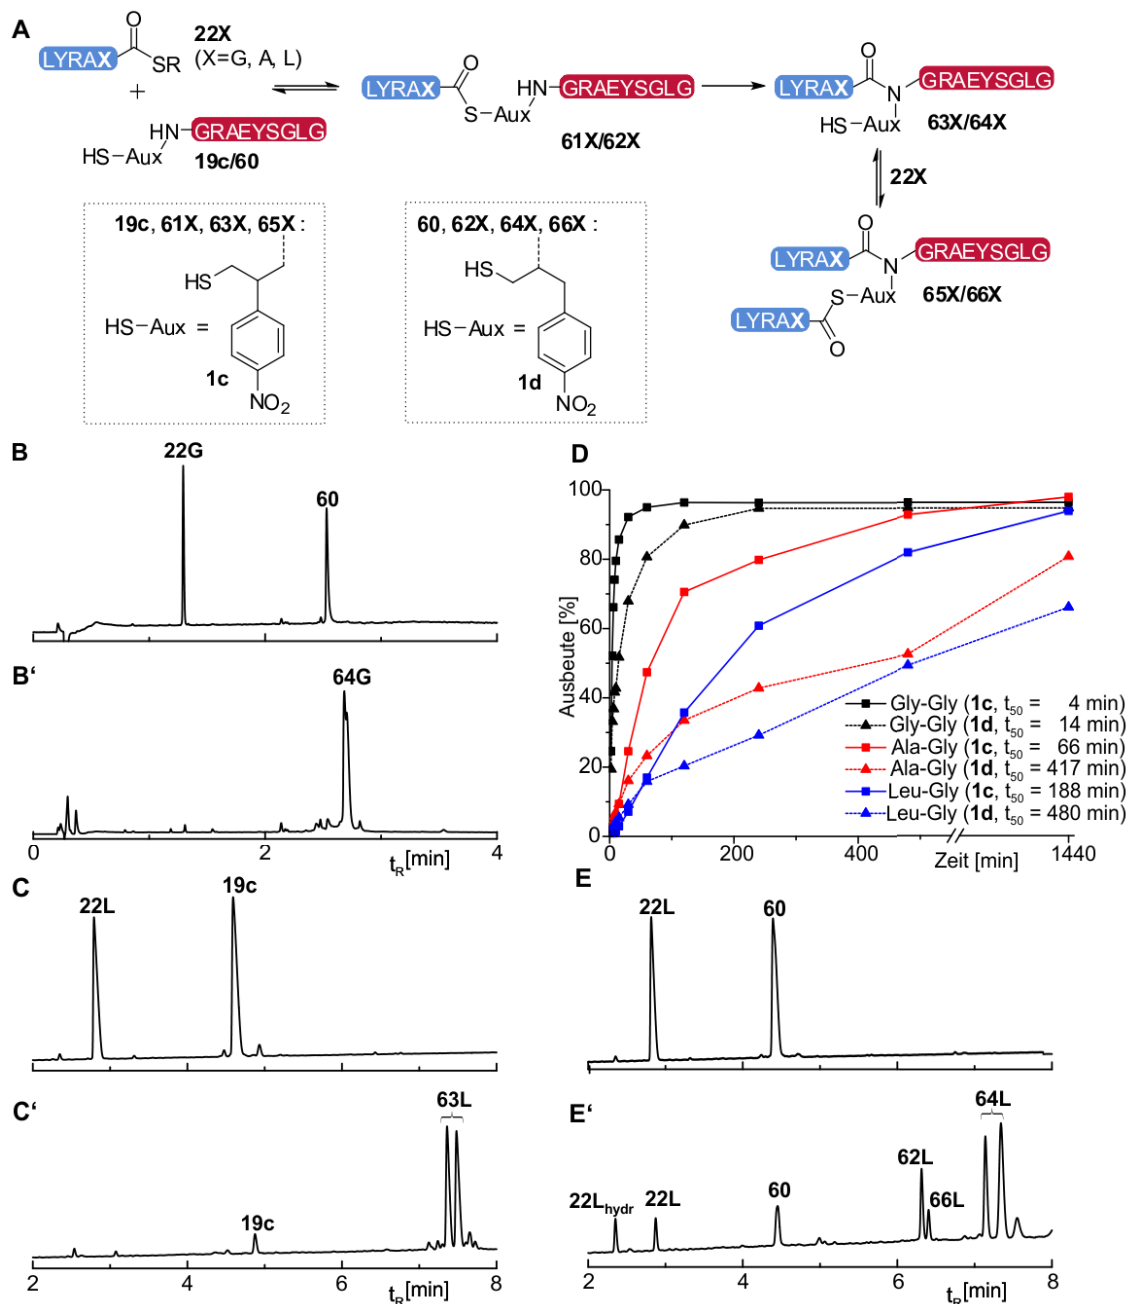 A
22X
(X=G, A, L)
LYRAX
O
SR
+
HN
GRAEYSGLG
HS–Aux
19c/60
LYRAX
O
S–Aux
HN
GRAEYSGLG
61X/62X
LYRAX
O
N
GRAEYSGLG
HS–Aux
63X/64X
22X
LYRAX
O
N
GRAEYSGLG
S–Aux
65X/66X
LYRAX
O
19c, 61X, 63X, 65X :
HS
HS–Aux =
1c
NO2
60, 62X, 64X, 66X :
HS
HS–Aux =
1d
NO2
B
22G
60
B‘
64G
0
2
4
tR[min]
D
100
80
60
40
20
0
Ausbeute [%]
Gly-Gly (1c, t50 = 4 min)
Gly-Gly (1d, t50 = 14 min)
Ala-Gly (1c, t50 = 66 min)
Ala-Gly (1d, t50 = 417 min)
Leu-Gly (1c, t50 = 188 min)
Leu-Gly (1d, t50 = 480 min)
0
200
400
1440
Zeit [min]
C
22L
19c
C‘
19c
63L
2
4
6
8
tR[min]
E
22L
60
E‘
22Lhydr
22L
60
62L
66L
64L
2
4
6
8
tR[min]